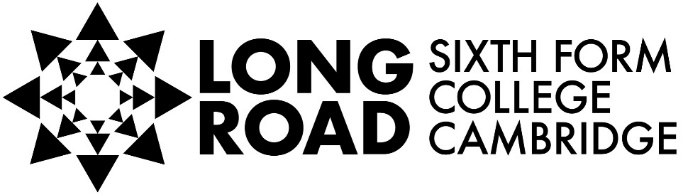 LONG
ROAD
SIXTH FORM
COLLEGE
CAMBRIDGE